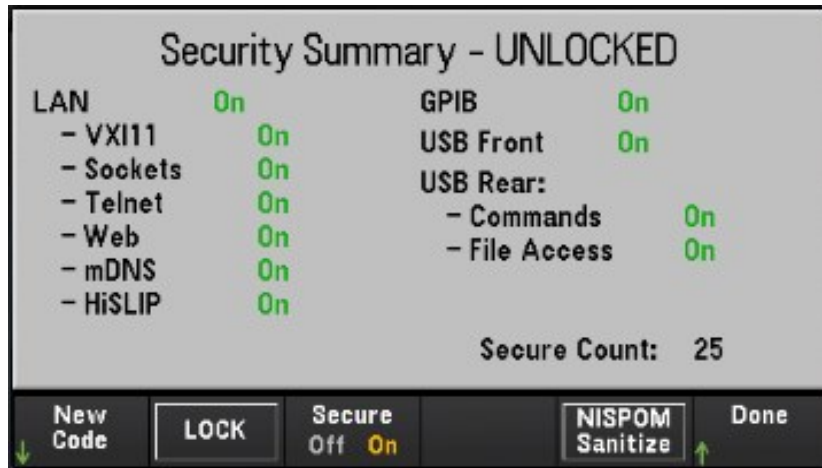 Security Summary - UNLOCKED
LAN On
- VXI11 On
- Sockets On
- Telnet On
- Web On
- mDNS On
- HiSLIP On
GPIB On
USB Front On
USB Rear:
- Commands On
- File Access On
Secure Count: 25
New
Code
LOCK
Secure
Off On
NISPOM
Sanitize
Done